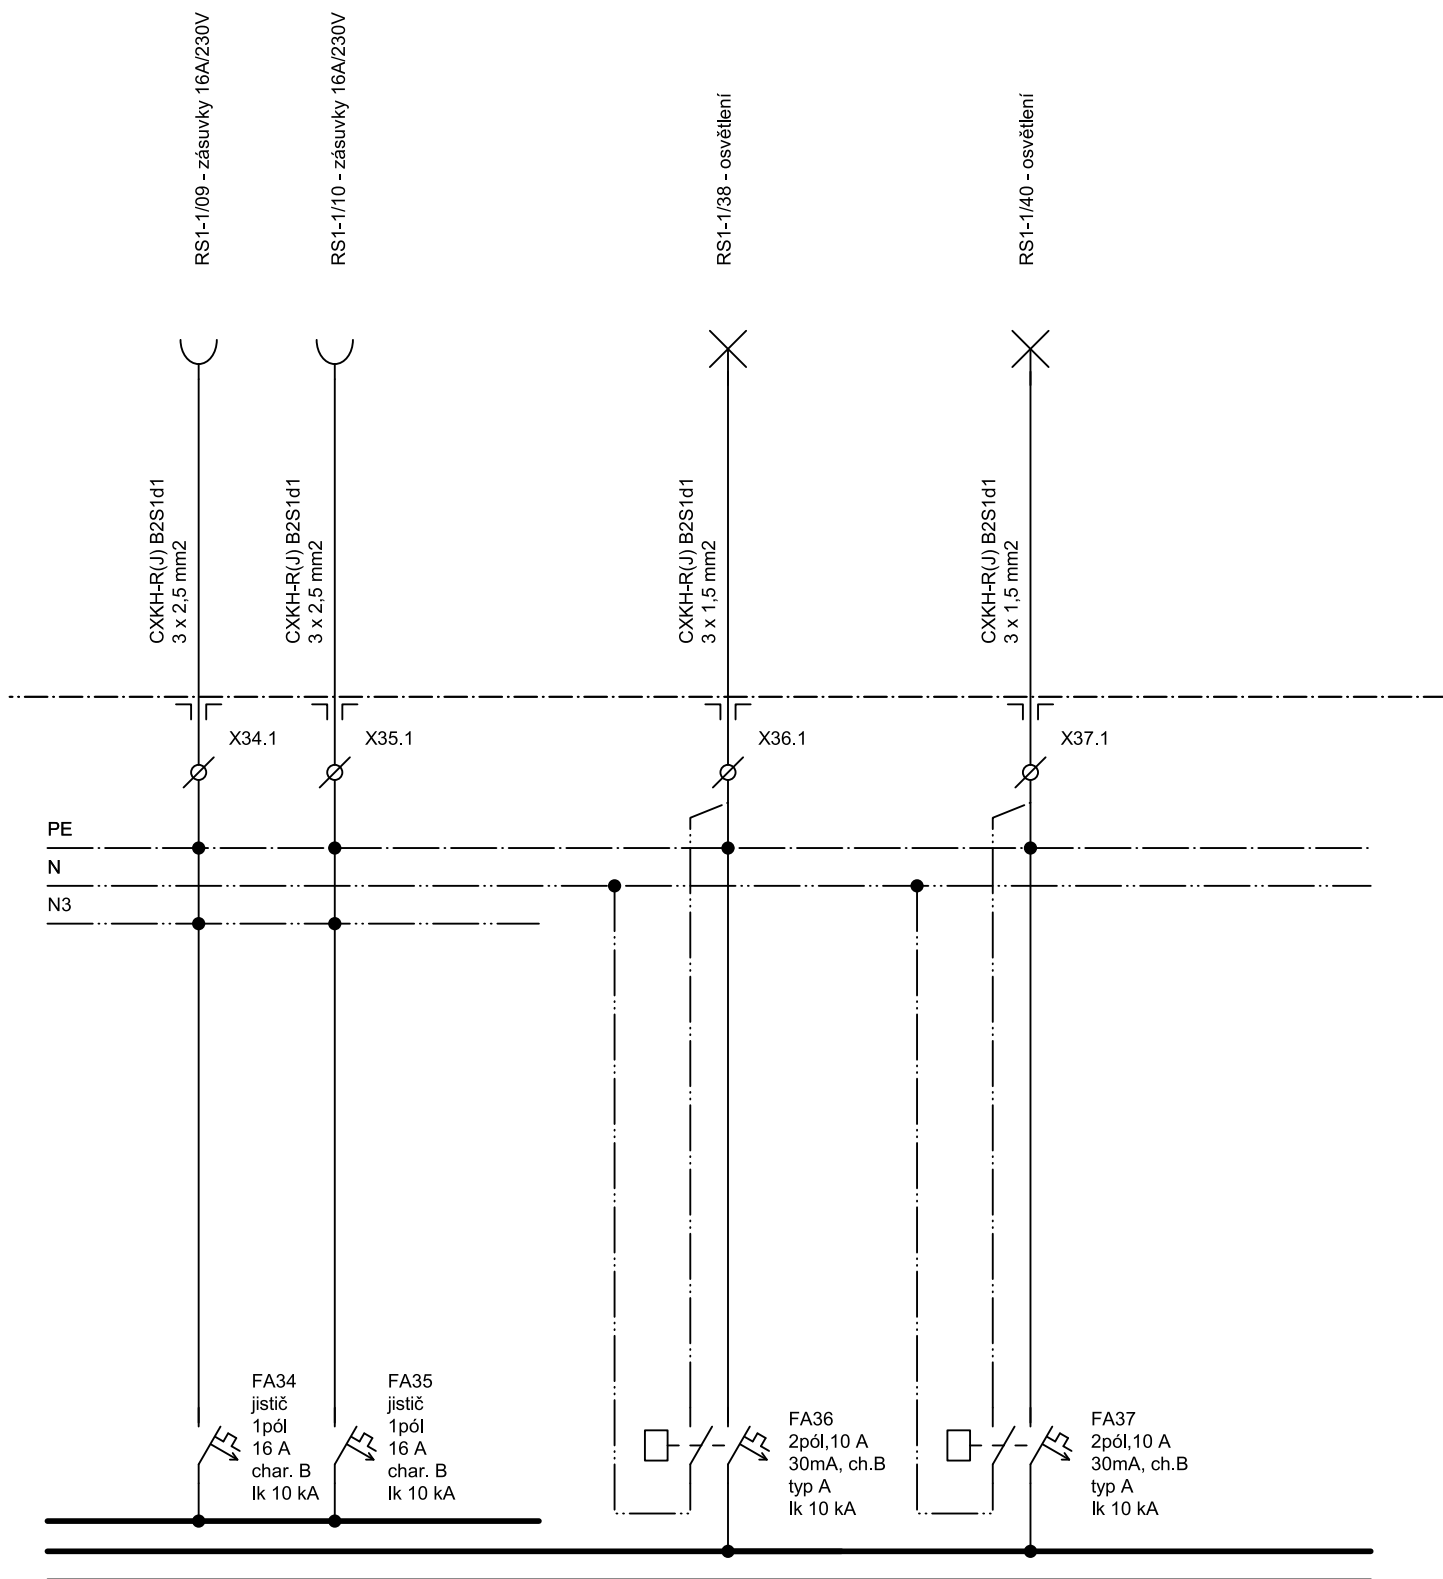 RS1-1/09 - zásuvky 16A/230V
RS1-1/10 - zásuvky 16A/230V
RS1-1/38 - osvětlení
RS1-1/40 - osvětlení
CXKH-R(J) B2S1d1
3 x 2,5 mm2
CXKH-R(J) B2S1d1
3 x 2,5 mm2
CXKH-R(J) B2S1d1
3 x 1,5 mm2
CXKH-R(J) B2S1d1
3 x 1,5 mm2
X34.1
X35.1
X36.1
X37.1
PE
N
N3
FA34
jistič
1pól
16 A
char. B
Ik 10 kA
FA35
jistič
1pól
16 A
char. B
Ik 10 kA
FA36
2pól,10 A
30mA, ch.B
typ A
Ik 10 kA
FA37
2pól,10 A
30mA, ch.B
typ A
Ik 10 kA